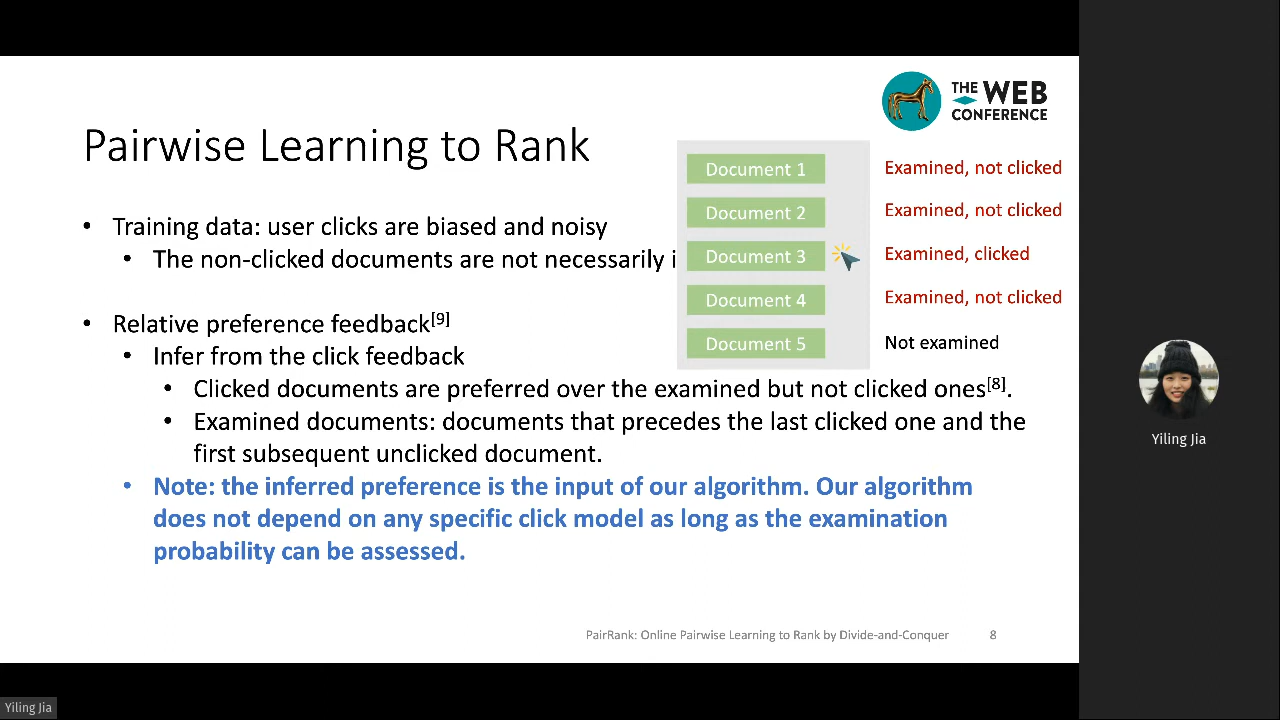 THE WEB
CONFERENCE
Pairwise Learning to Rank
• Training data: user clicks are biased and noisy
• The non-clicked documents are not necessarily i
• Relative preference feedback[9]
• Infer from the click feedback
• Clicked documents are preferred over the examined but not clicked ones[8].
• Examined documents: documents that precedes the last clicked one and the
first subsequent unclicked document.
• Note: the inferred preference is the input of our algorithm. Our algorithm
does not depend on any specific click model as long as the examination
probability can be assessed.
Document 1 Examined, not clicked
Document 2 Examined, not clicked
Document 3 Examined, clicked
Document 4 Examined, not clicked
Document 5 Not examined
PairRank: Online Pairwise Learning to Rank by Divide-and-Conquer 8
Yiling Jia
Yiling Jia